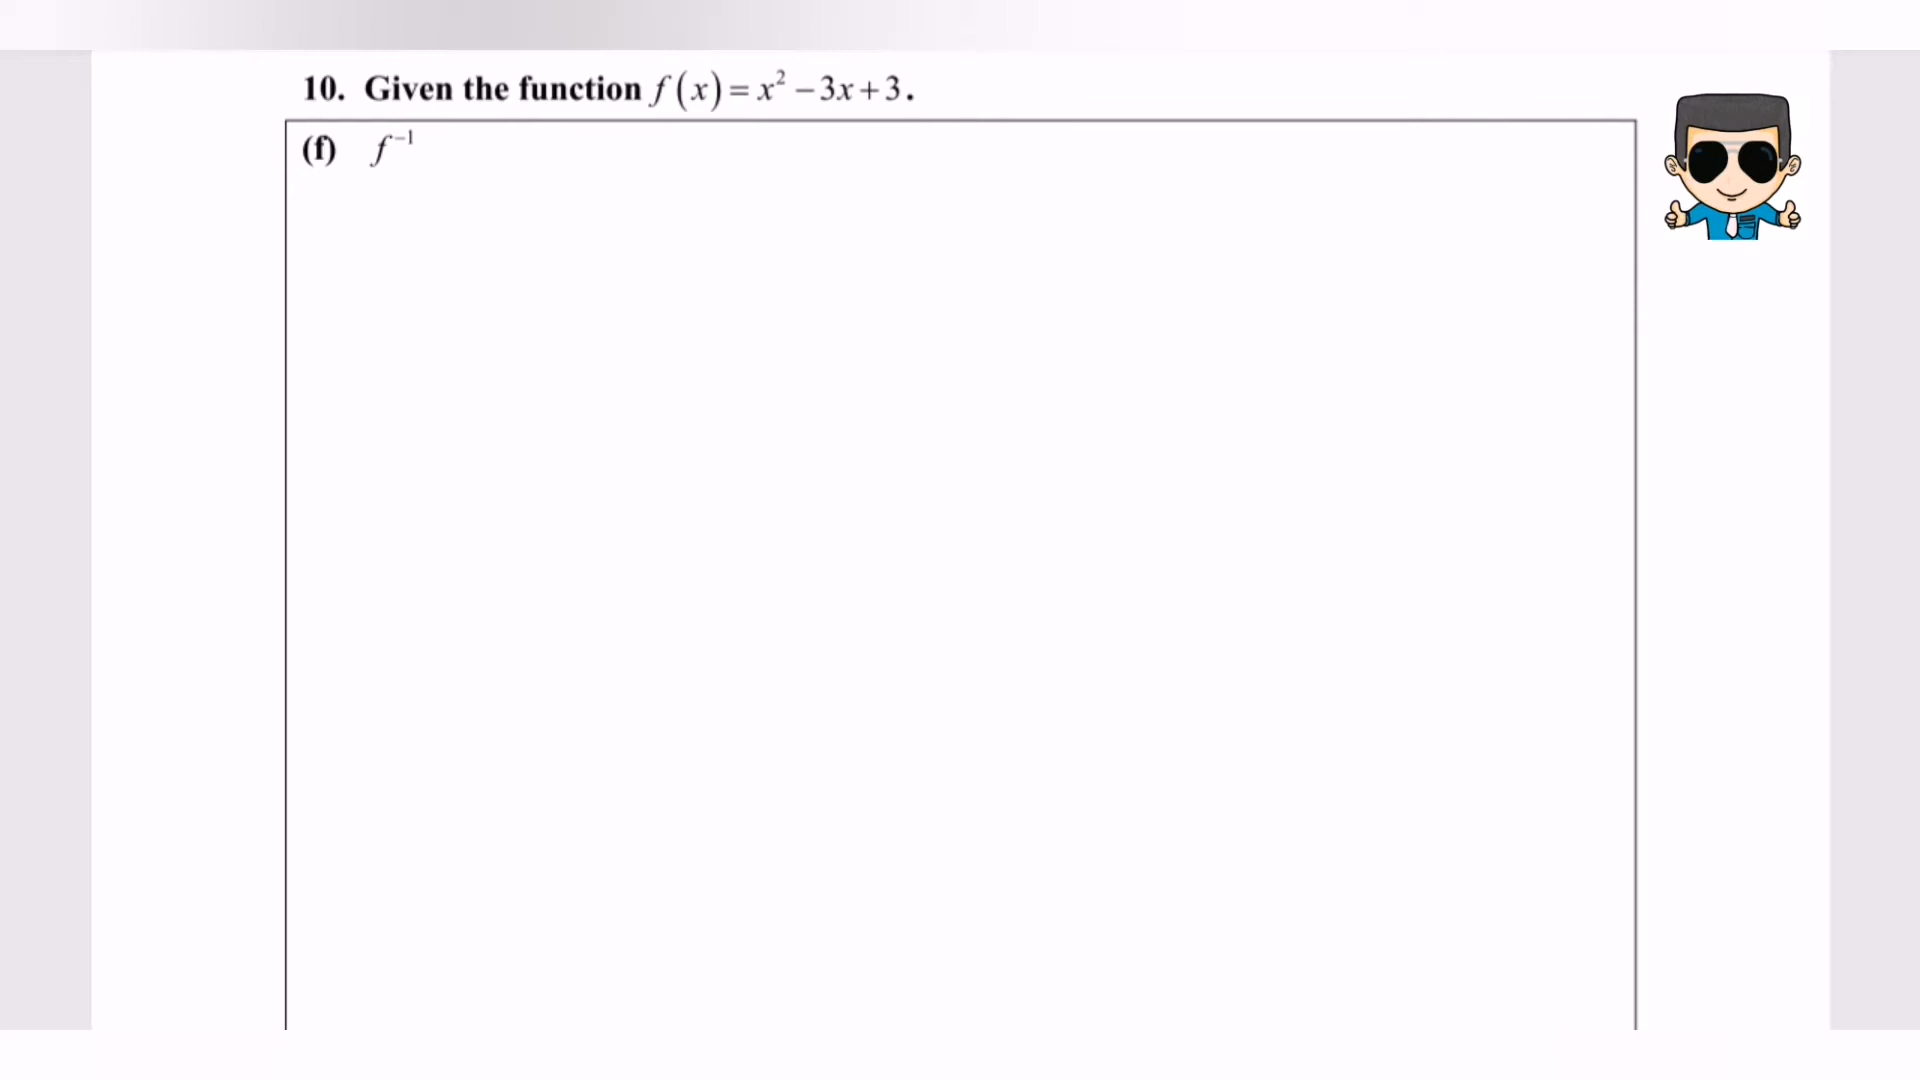 10. Given the function f(x) = x² − 3x + 3.
(f) f⁻¹